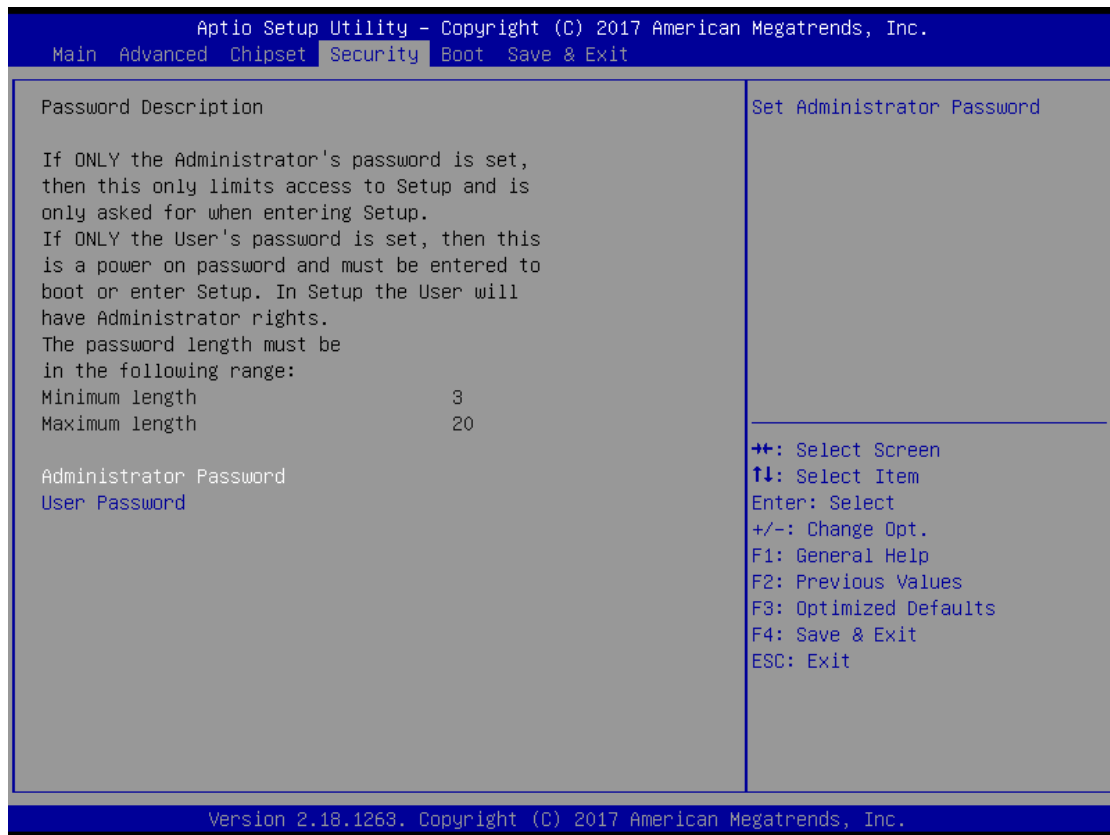 Aptio Setup Utility – Copyright (C) 2017 American Megatrends, Inc.
Main Advanced Chipset Security Boot Save & Exit
Password Description
If ONLY the Administrator's password is set,
then this only limits access to Setup and is
only asked for when entering Setup.
If ONLY the User's password is set, then this
is a power on password and must be entered to
boot or enter Setup. In Setup the User will
have Administrator rights.
The password length must be
in the following range:
Minimum length 3
Maximum length 20
Administrator Password
User Password
Set Administrator Password
→←: Select Screen
↑↓: Select Item
Enter: Select
+/-: Change Opt.
F1: General Help
F2: Previous Values
F3: Optimized Defaults
F4: Save & Exit
ESC: Exit
Version 2.18.1263. Copyright (C) 2017 American Megatrends, Inc.